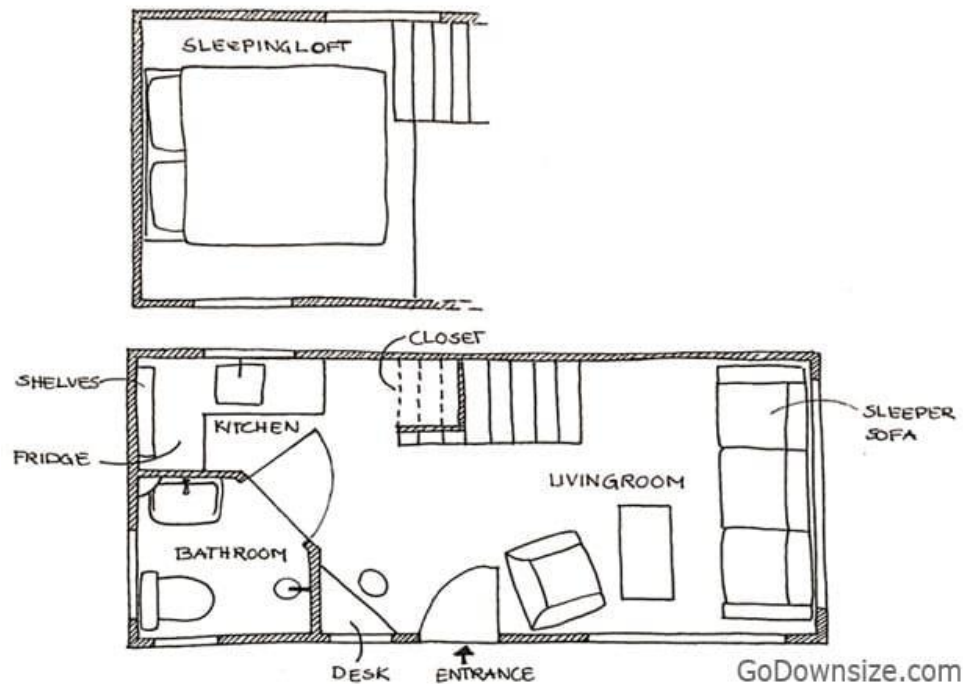 SLEEPINGLOFT
CLOSET
SHELVES
KITCHEN
SLEEPER
SOFA
FRIDGE
LIVINGROOM
BATHROOM
DESK
ENTRANCE
GoDownsize.com